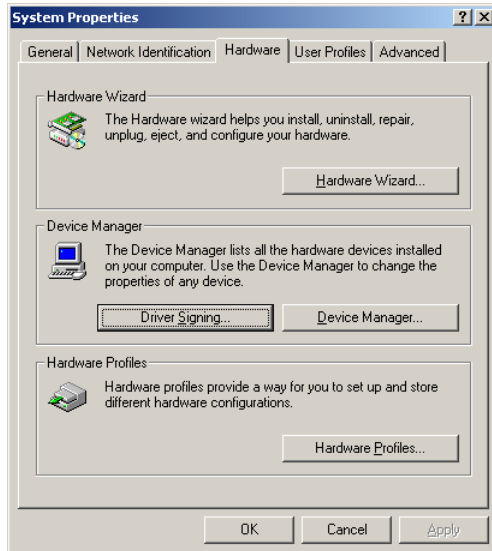 System Properties
General
Network Identification
Hardware
User Profiles
Advanced
Hardware Wizard
The Hardware wizard helps you install, uninstall, repair,
unplug, eject, and configure your hardware.
Hardware Wizard...
Device Manager
The Device Manager lists all the hardware devices installed
on your computer. Use the Device Manager to change the
properties of any device.
Driver Signing...
Device Manager...
Hardware Profiles
Hardware profiles provide a way for you to set up and store
different hardware configurations.
Hardware Profiles...
OK
Cancel
Apply